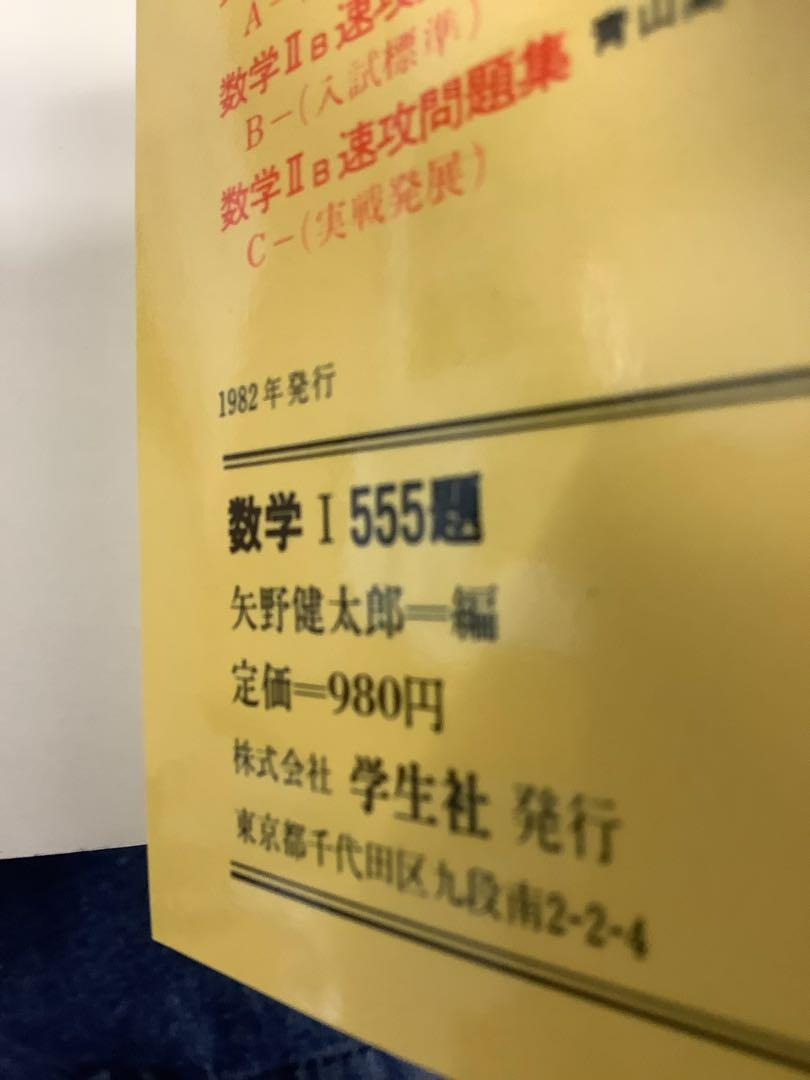 A-(
数学ⅡB速攻
B-(入試標準)
数学ⅡB速攻問題集 青山
C-(実戦発展)
1982年発行
数学Ⅰ555題
矢野健太郎=編
定価=980円
株式会社 学生社 発行
東京都千代田区九段南2-2-4